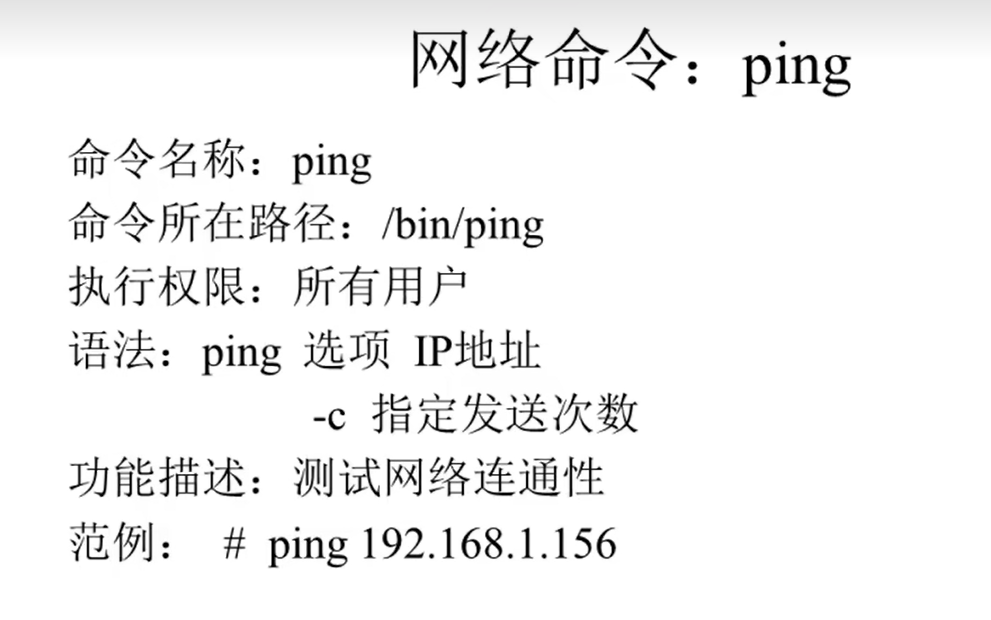 网络命令：ping
命令名称：ping
命令所在路径：/bin/ping
执行权限：所有用户
语法：ping 选项 IP地址
-c 指定发送次数
功能描述：测试网络连通性
范例： # ping 192.168.1.156